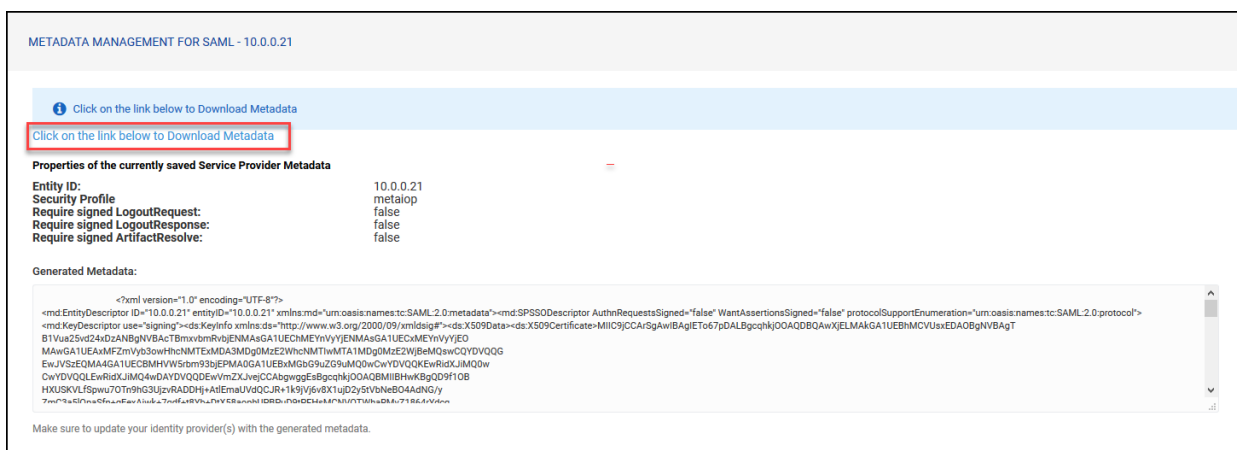 METADATA MANAGEMENT FOR SAML - 10.0.0.21
Click on the link below to Download Metadata
Click on the link below to Download Metadata
Properties of the currently saved Service Provider Metadata
Entity ID: 10.0.0.21
Security Profile metaiop
Require signed LogoutRequest: false
Require signed LogoutResponse: false
Require signed ArtifactResolve: false
Generated Metadata:
<?xml version="1.0" encoding="UTF-8"?>
<md:EntityDescriptor ID="10.0.0.21" entityID="10.0.0.21" xmlns:md="urn:oasis:names:tc:SAML:2.0:metadata"><md:SPSSODescriptor AuthnRequestsSigned="false" WantAssertionsSigned="false" protocolSupportEnumeration="urn:oasis:names:tc:SAML:2.0:protocol">
<md:KeyDescriptor use="signing"><ds:KeyInfo xmlns:ds="http://www.w3.org/2000/09/xmldsig#"><ds:X509Data><ds:X509Certificate>MIIC9jCCArSgAwIBAgIETo67pDALBgcqhkjOOAQDBQAwXjELMAkGA1UEBhMCVUsxEDAOBgNVBAgT
B1Vua25vd24xDzANBgNVBAcTBmxvbmRvbjENMAsGA1UEChMEYnVyYjENMAsGA1UECxMEYnVyYjEO
MAwGA1UEAxMFZmVyb3owHhcNMTExMDA3MDg0MzE2WhcNMTIwMTA1MDg0MzE2WjBeMQswCQYDVQQG
EwJVSzEQMA4GA1UECBMHVW5rbm93bjEPMA0GA1UEBxMGbG9uZG9uMQ0wCwYDVQQKEwRidXJiMQ0w
CwYDVQQLEwRidXJiMQ4wDAYDVQQDEwVmZXJvejCCAbgwggEsBgcqhkjOOAQBMIIBHwKBgQD9f1OB
HXUSKVLfSpwu7OTn9hG3UjzvRADDHj+AtlEmaUVdQCJR+1k9jVj6v8X1ujD2y5tVbNeBO4AdNG/y
Make sure to update your identity provider(s) with the generated metadata.